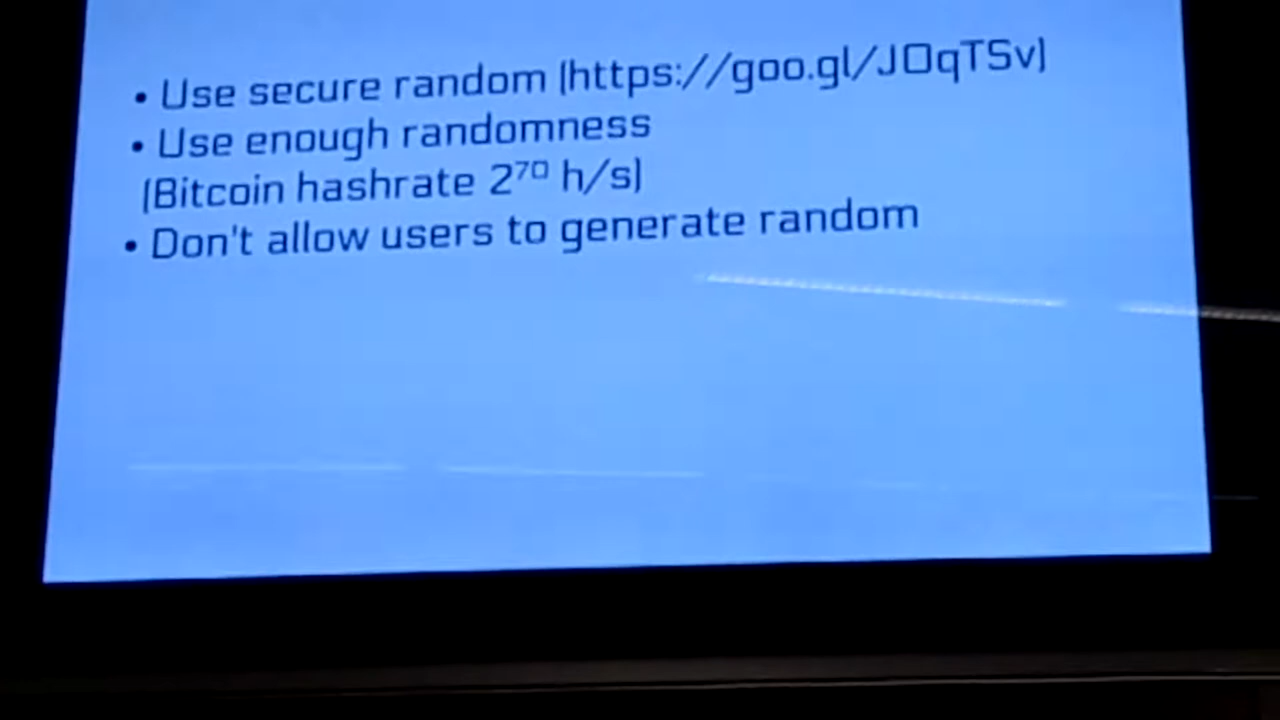 • Use secure random (https://goo.gl/JOqTSv)
• Use enough randomness
(Bitcoin hashrate 2⁷⁰ h/s)
• Don't allow users to generate random